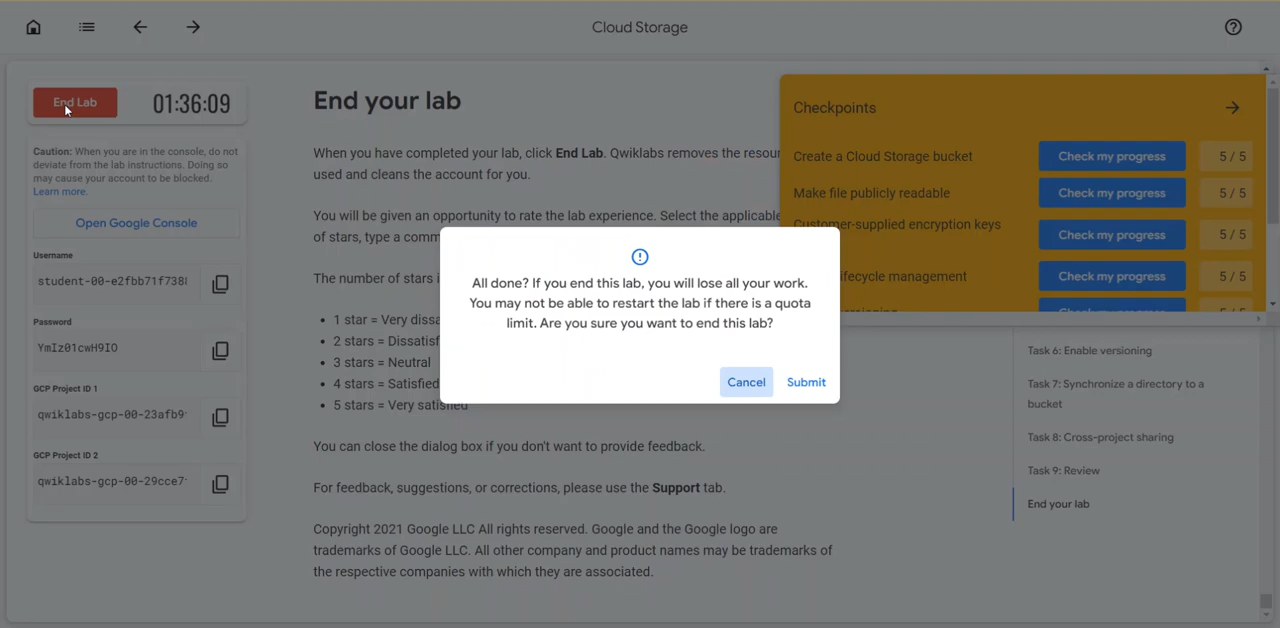 Cloud Storage
End Lab
01:36:09
Caution: When you are in the console, do not
deviate from the lab instructions. Doing so
may cause your account to be blocked.
Learn more.
Open Google Console
Username
student-00-e2fbb71f738
Password
YmIz01cwH9IO
GCP Project ID 1
qwiklabs-gcp-00-23afb9
GCP Project ID 2
qwiklabs-gcp-00-29cce7
End your lab
When you have completed your lab, click End Lab. Qwiklabs removes the
used and cleans the account for you.
You will be given an opportunity to rate the lab experience. Select the applicable
of stars, type a
The number of stars
• 1 star = Very
• 2 stars =
• 3 stars = Neutral
• 4 stars = Satisfied
• 5 stars = Very satisfied
You can close the dialog box if you don't want to provide feedback.
For feedback, suggestions, or corrections, please use the Support tab.
Copyright 2021 Google LLC All rights reserved. Google and the Google logo are
trademarks of Google LLC. All other company and product names may be trademarks of
the respective companies with which they are associated.
All done? If you end this lab, you will lose all your work.
You may not be able to restart the lab if there is a quota
limit. Are you sure you want to end this lab?
Cancel
Submit
Checkpoints
Create a Cloud Storage bucket
Check my progress
5 / 5
Make file publicly readable
Check my progress
5 / 5
Customer-supplied encryption keys
Check my progress
5 / 5
lifecycle management
Check my progress
5 / 5
Task 6: Enable versioning
Task 7: Synchronize a directory to a
bucket
Task 8: Cross-project sharing
Task 9: Review
End your lab